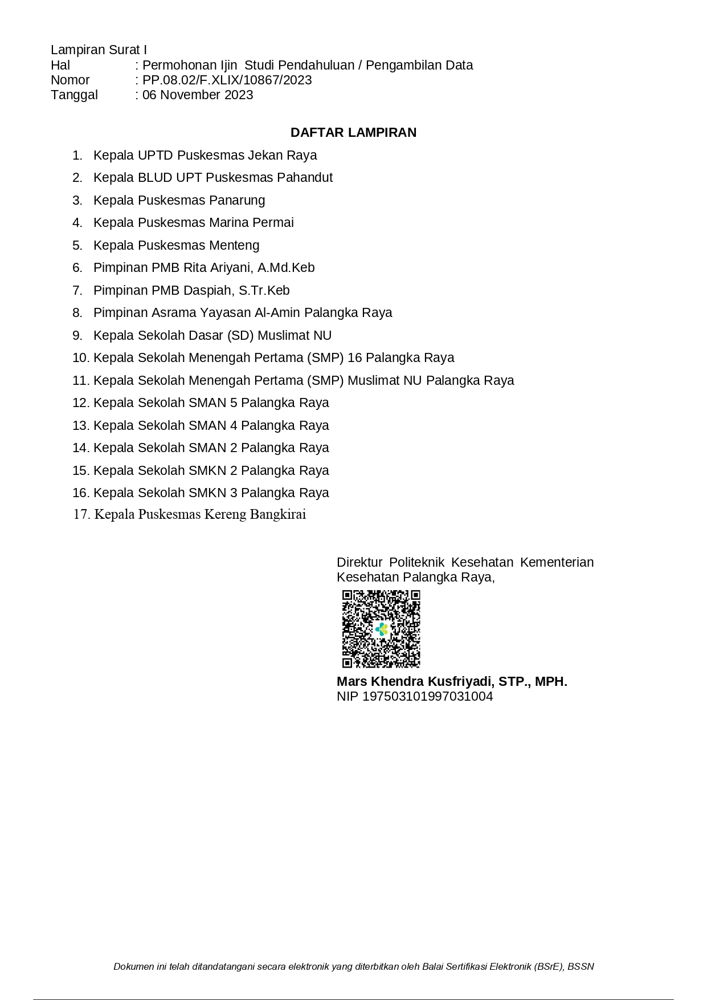 Lampiran Surat I
Hal : Permohonan Ijin  Studi Pendahuluan / Pengambilan Data
Nomor : PP.08.02/F.XLIX/10867/2023
Tanggal : 06 November 2023
DAFTAR LAMPIRAN
1. Kepala UPTD Puskesmas Jekan Raya
2. Kepala BLUD UPT Puskesmas Pahandut
3. Kepala Puskesmas Panarung
4. Kepala Puskesmas Marina Permai
5. Kepala Puskesmas Menteng
6. Pimpinan PMB Rita Ariyani, A.Md.Keb
7. Pimpinan PMB Daspiah, S.Tr.Keb
8. Pimpinan Asrama Yayasan Al-Amin Palangka Raya
9. Kepala Sekolah Dasar (SD) Muslimat NU
10. Kepala Sekolah Menengah Pertama (SMP) 16 Palangka Raya
11. Kepala Sekolah Menengah Pertama (SMP) Muslimat NU Palangka Raya
12. Kepala Sekolah SMAN 5 Palangka Raya
13. Kepala Sekolah SMAN 4 Palangka Raya
14. Kepala Sekolah SMAN 2 Palangka Raya
15. Kepala Sekolah SMKN 2 Palangka Raya
16. Kepala Sekolah SMKN 3 Palangka Raya
17. Kepala Puskesmas Kereng Bangkirai
Direktur Politeknik Kesehatan Kementerian
Kesehatan Palangka Raya,
Mars Khendra Kusfriyadi, STP., MPH.
NIP 197503101997031004
Dokumen ini telah ditandatangani secara elektronik yang diterbitkan oleh Balai Sertifikasi Elektronik (BSrE), BSSN